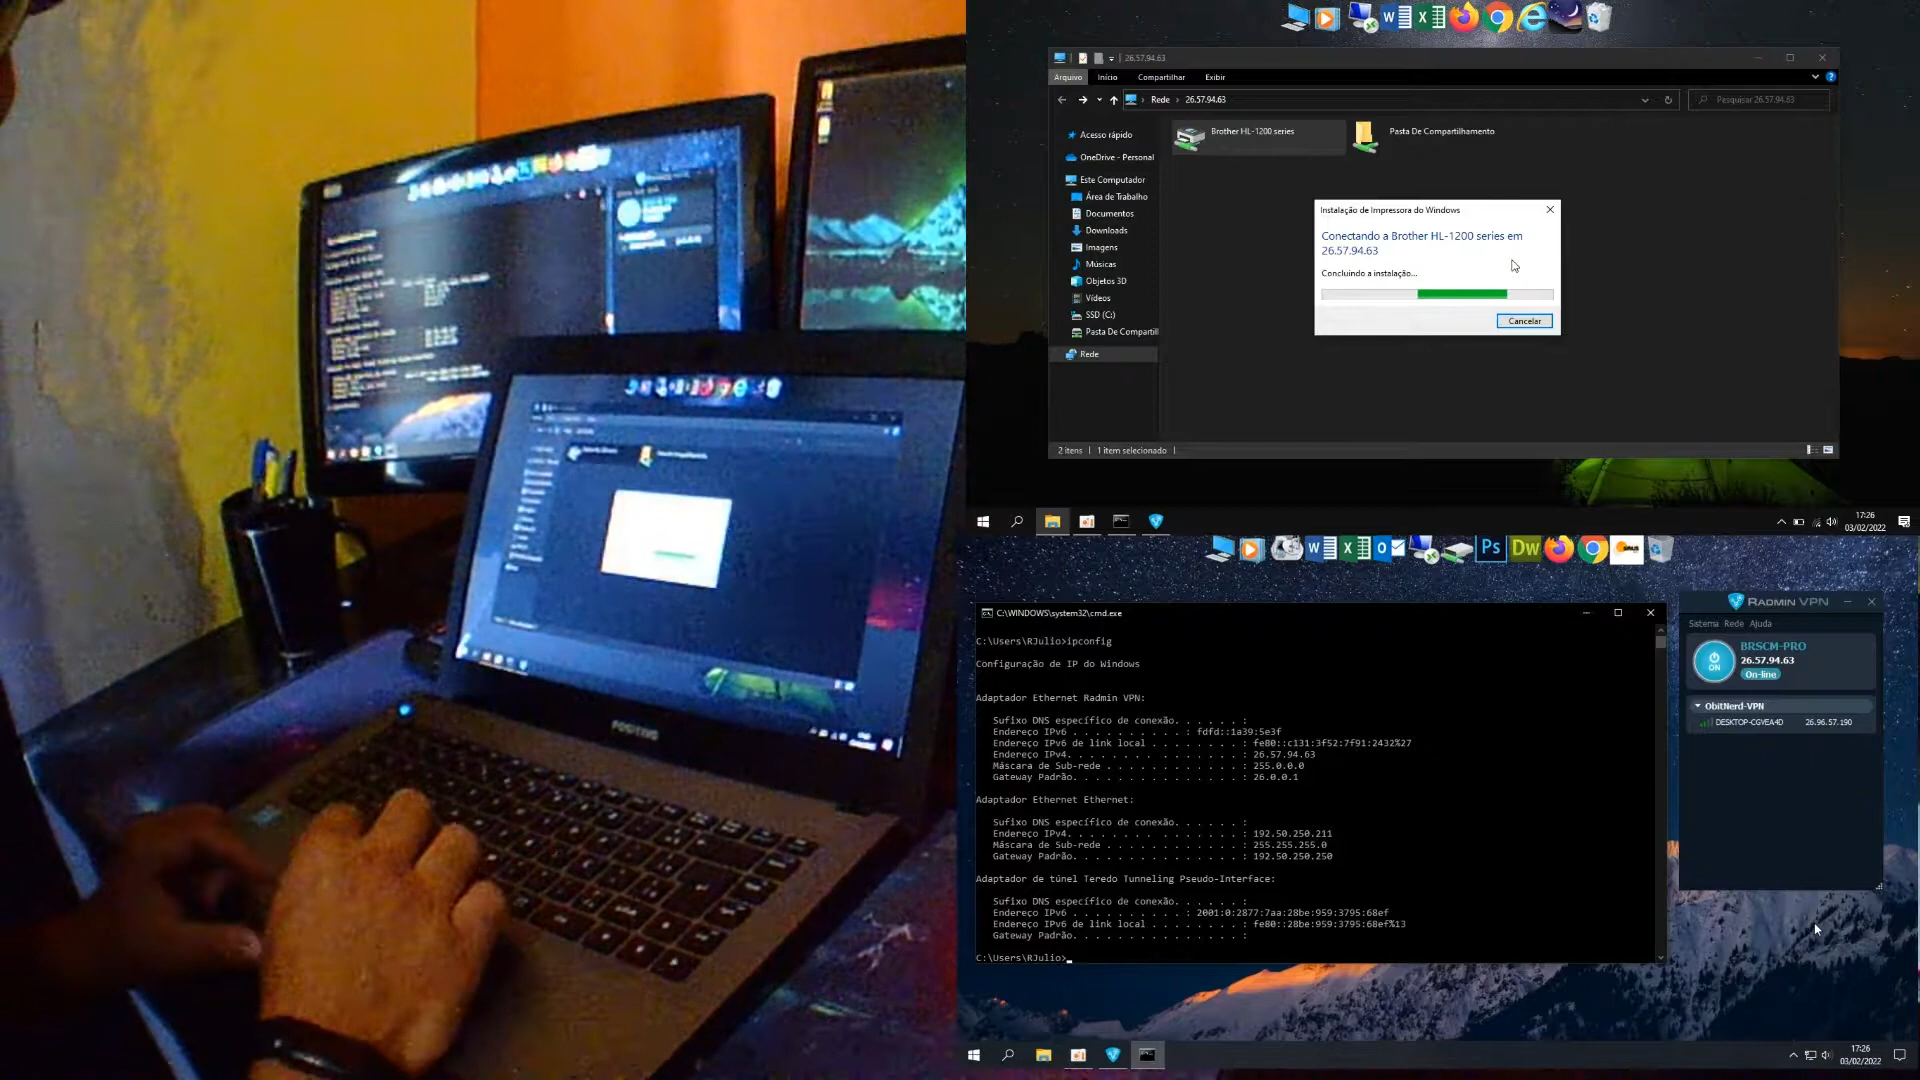 26.57.94.63
Arquivo
Início
Compartilhar
Exibir
Rede
26.57.94.63
Pesquisar 26.57.94.63
Acesso rápido
OneDrive - Personal
Este Computador
Área de Trabalho
Documentos
Downloads
Imagens
Músicas
Objetos 3D
Vídeos
SSD (C:)
Pasta De Compartil
Rede
Brother HL-1200 series
Pasta De Compartilhamento
Instalação de Impressora do Windows
Conectando a Brother HL-1200 series em
26.57.94.63
Concluindo a instalação...
Cancelar
2 itens
1 item selecionado
17:26
03/02/2022
C:\WINDOWS\system32\cmd.exe
C:\Users\RJulio>ipconfig
Configuração de IP do Windows
Adaptador Ethernet Radmin VPN:
Sufixo DNS específico de conexão. . . . . . :
Endereço IPv6 . . . . . . . . . . : fdfd::1a39:5e3f
Endereço IPv6 de link local . . . . . . . . : fe80::c131:3f52:7f91:2432%27
Endereço IPv4. . . . . . . . . . . . . . . : 26.57.94.63
Máscara de Sub-rede . . . . . . . . . . . . : 255.0.0.0
Gateway Padrão. . . . . . . . . . . . . . . : 26.0.0.1
Adaptador Ethernet Ethernet:
Sufixo DNS específico de conexão. . . . . . :
Endereço IPv4. . . . . . . . . . . . . . . : 192.50.250.211
Máscara de Sub-rede . . . . . . . . . . . . : 255.255.255.0
Gateway Padrão. . . . . . . . . . . . . . . : 192.50.250.250
Adaptador de túnel Teredo Tunneling Pseudo-Interface:
Sufixo DNS específico de conexão. . . . . . :
Endereço IPv6 . . . . . . . . . . : 2001:0:2877:7aa:28be:959:3795:68ef
Endereço IPv6 de link local . . . . . . . . : fe80::28be:959:3795:68ef%13
Gateway Padrão. . . . . . . . . . . . . . . :
C:\Users\RJulio>
RADMIN VPN
Sistema Rede Ajuda
ON
BRSCM-PRO
26.57.94.63
On-line
ObitNerd-VPN
DESKTOP-CGVEA4D 26.96.57.190
Ps
Dw
17:26
03/02/2022
POSITIVO